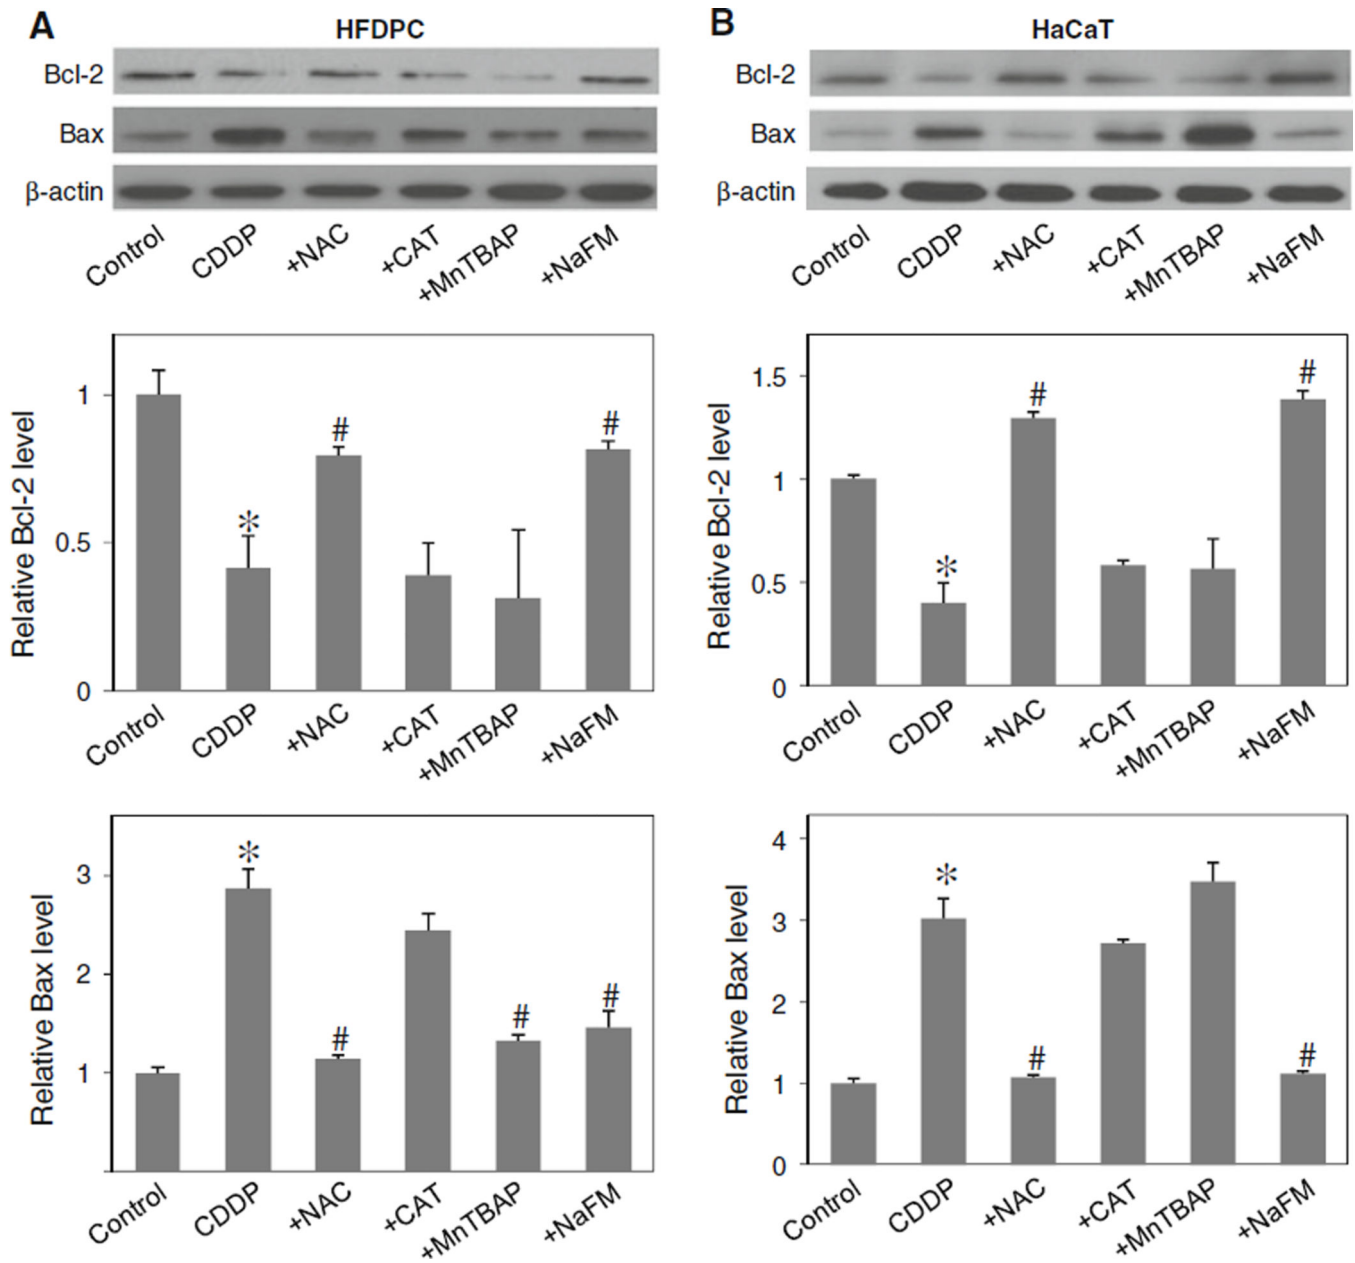 A
HFDPC
Bcl-2
Bax
β-actin
Control CDDP +NAC +CAT +MnTBAP +NaFM
Relative Bcl-2 level
1
0.5
0
* # #
Control CDDP +NAC +CAT +MnTBAP +NaFM
Relative Bax level
3
2
1
* # # #
Control CDDP +NAC +CAT +MnTBAP +NaFM
B
HaCaT
Bcl-2
Bax
β-actin
Control CDDP +NAC +CAT +MnTBAP +NaFM
Relative Bcl-2 level
1.5
1
0.5
0
* # #
Control CDDP +NAC +CAT +MnTBAP +NaFM
Relative Bax level
4
3
2
1
0
* # #
Control CDDP +NAC +CAT +MnTBAP +NaFM